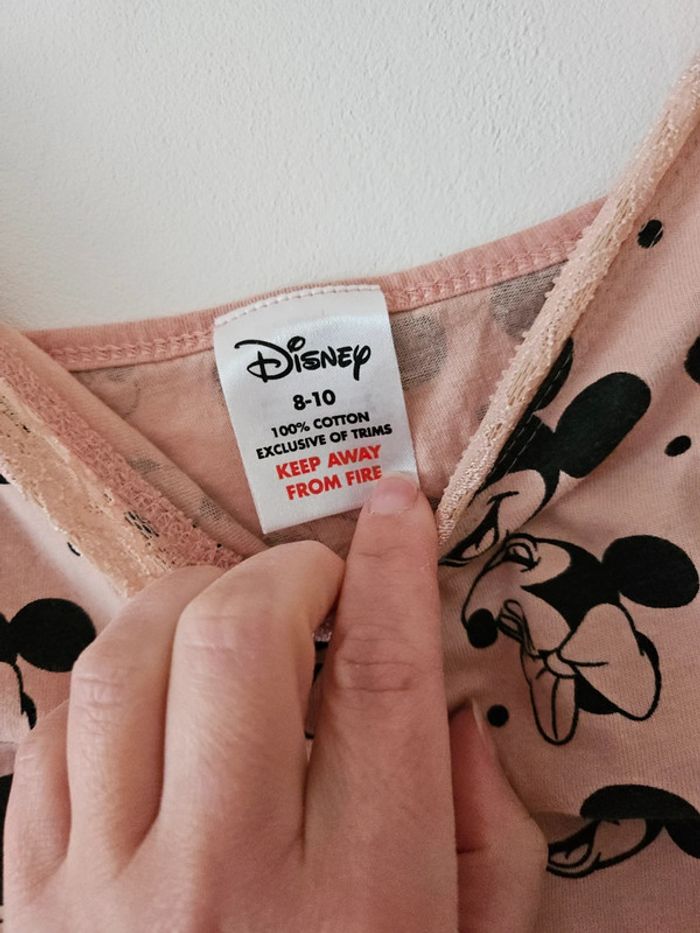 DISNEY
8-10
100% COTTON
EXCLUSIVE OF TRIMS
KEEP AWAY
FROM FIRE